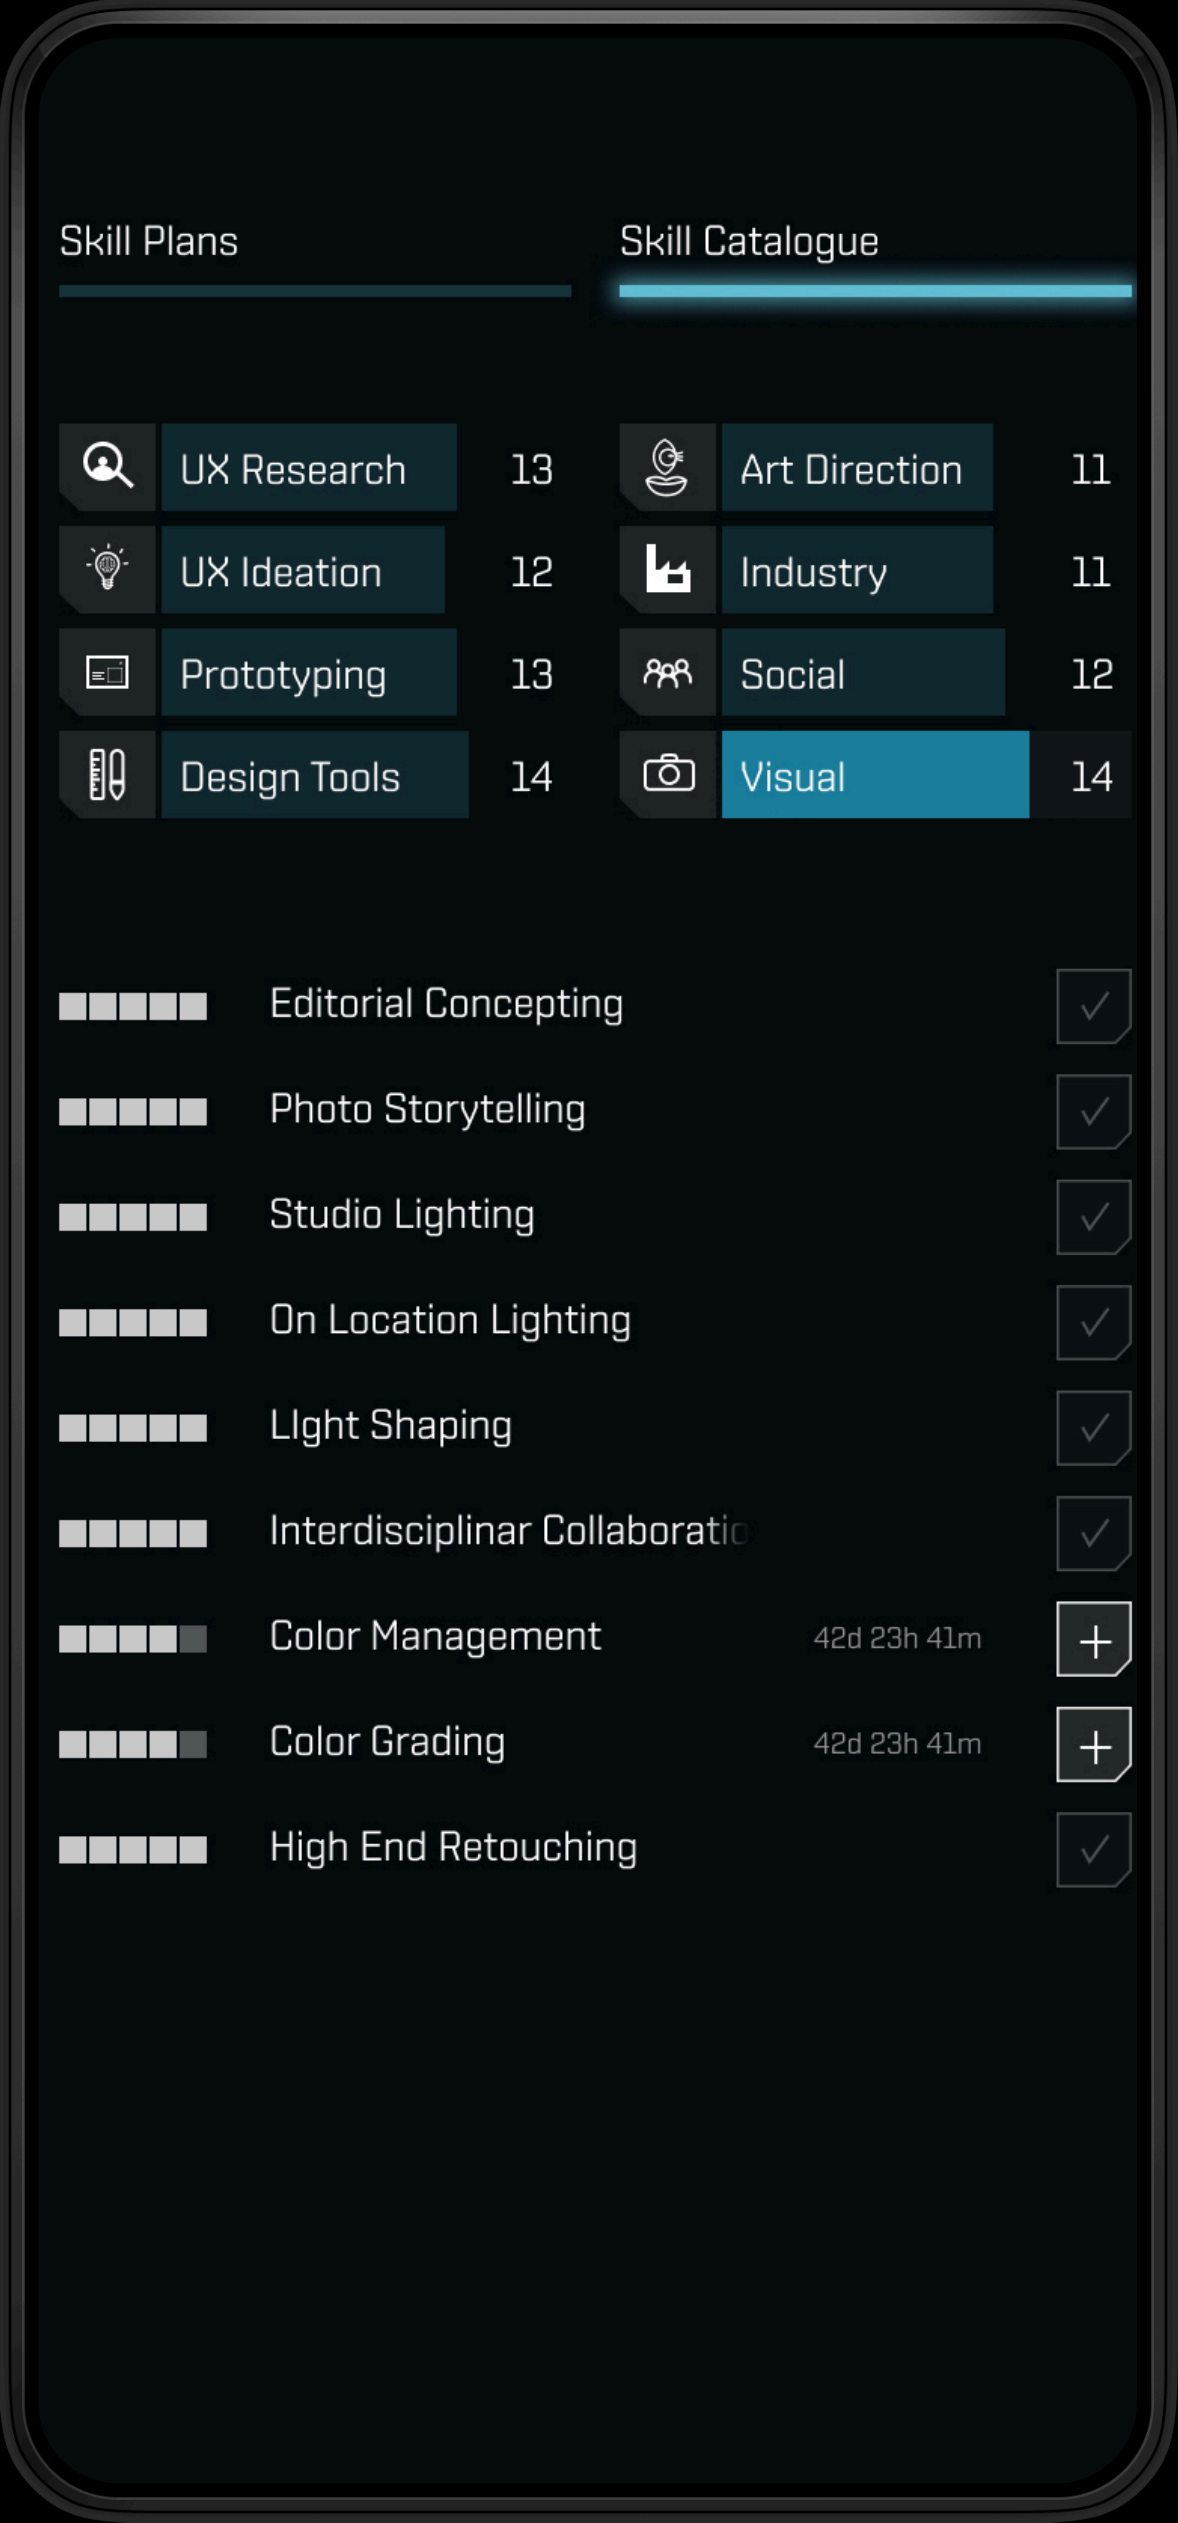 Skill Plans
Skill Catalogue
UX Research 13
Art Direction 11
UX Ideation 12
Industry 11
Prototyping 13
Social 12
Design Tools 14
Visual 14
Editorial Concepting
Photo Storytelling
Studio Lighting
On Location Lighting
LIght Shaping
Interdisciplinar Collaboratio
Color Management 42d 23h 41m
Color Grading 42d 23h 41m
High End Retouching